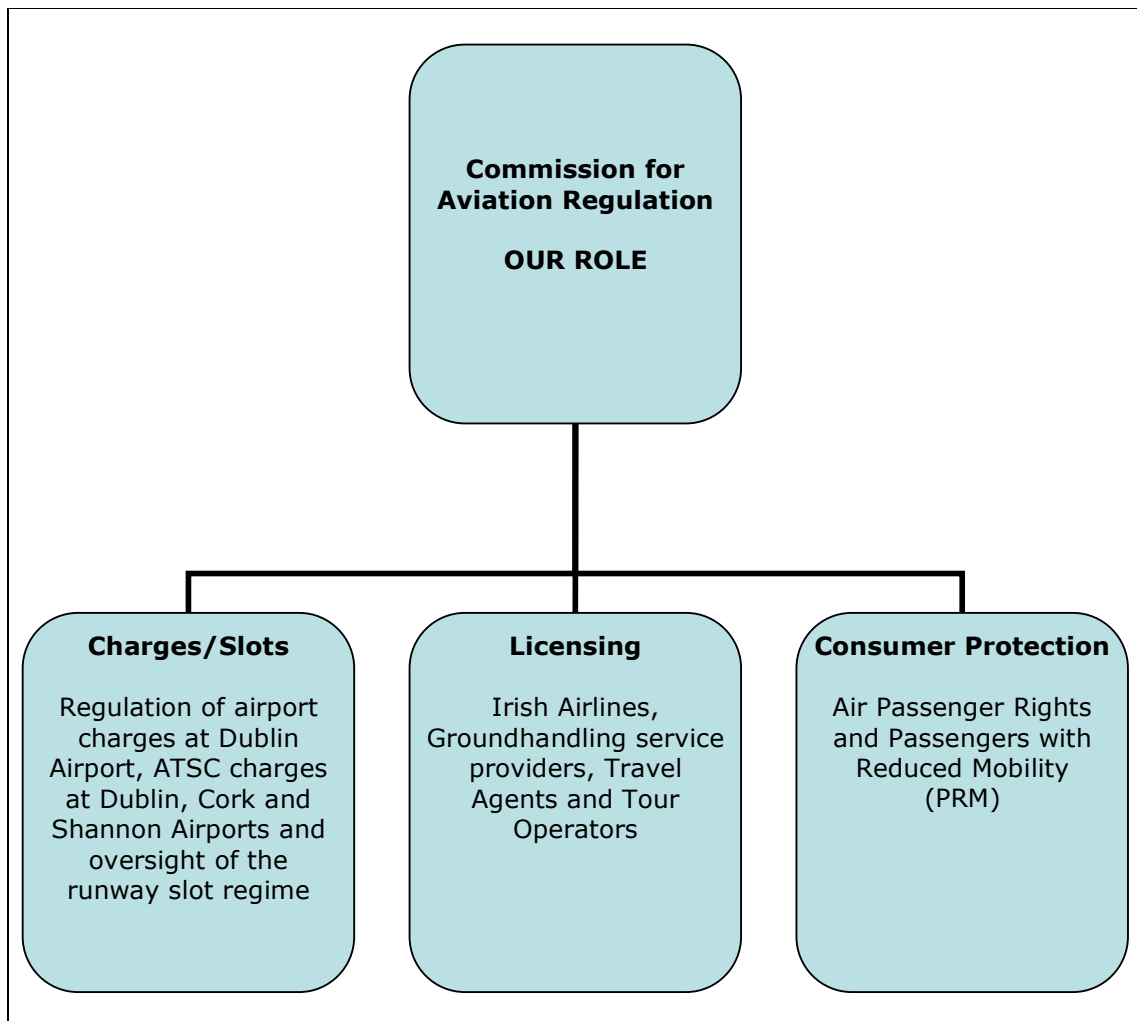 Commission for
Aviation Regulation
OUR ROLE
Charges/Slots
Regulation of airport
charges at Dublin
Airport, ATSC charges
at Dublin, Cork and
Shannon Airports and
oversight of the
runway slot regime
Licensing
Irish Airlines,
Groundhandling service
providers, Travel
Agents and Tour
Operators
Consumer Protection
Air Passenger Rights
and Passengers with
Reduced Mobility
(PRM)